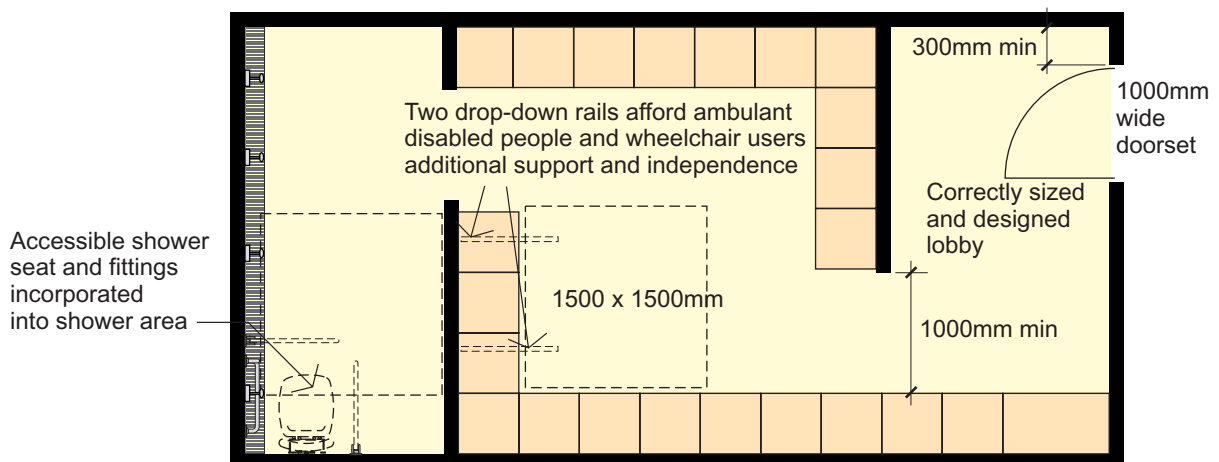 300mm min
1000mm
wide
doorset
Two drop-down rails afford ambulant
disabled people and wheelchair users
additional support and independence
Correctly sized
and designed
lobby
Accessible shower
seat and fittings
incorporated
into shower area
1500 x 1500mm
1000mm min